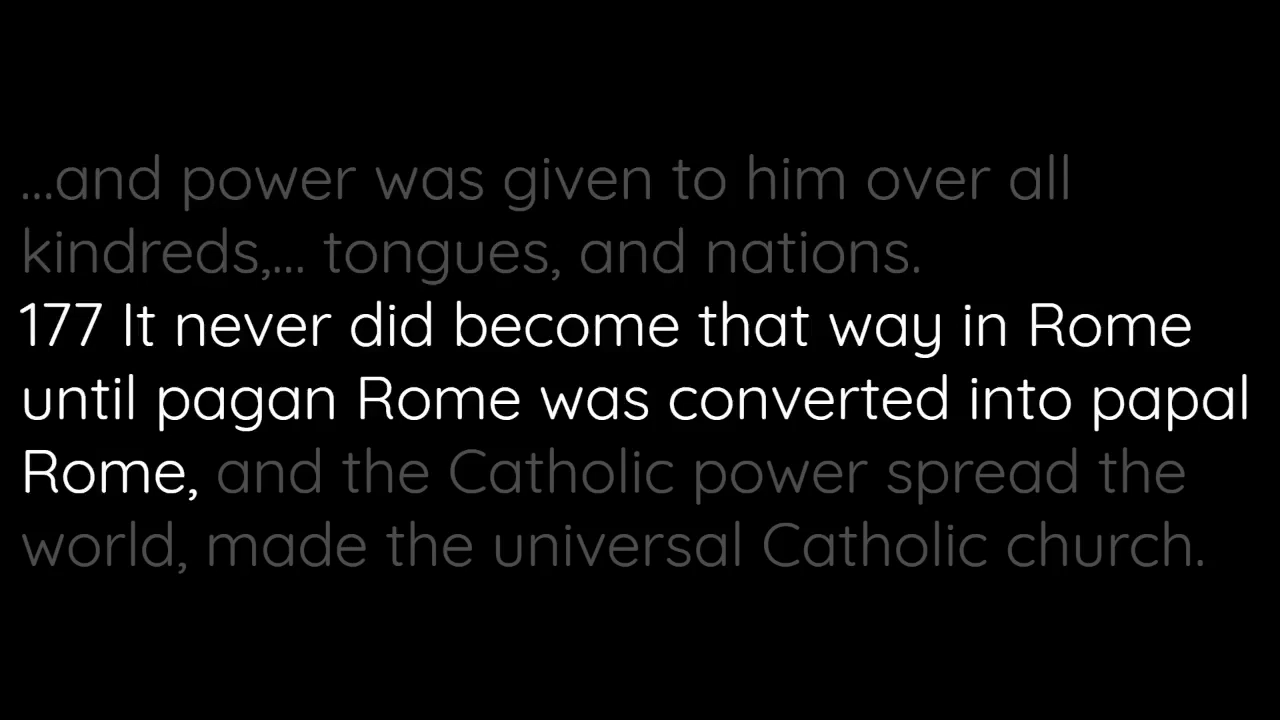 ...and power was given to him over all
kindreds,... tongues, and nations.
177 It never did become that way in Rome
until pagan Rome was converted into papal
Rome, and the Catholic power spread the
world, made the universal Catholic church.